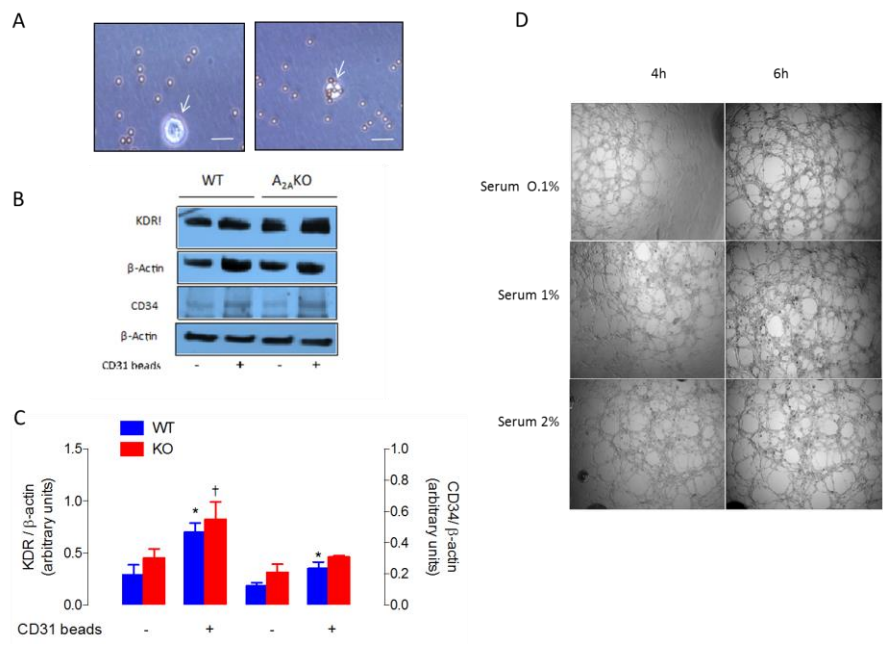 A
D
4h 6h
WT A2AKO
B
KDR!
β-Actin
CD34
β-Actin
CD31 beads - + - +
Serum O.1%
Serum 1%
Serum 2%
C
WT
KO
KDR / β-actin
(arbitrary units)
1.5
1.0
0.5
0.0
* † *
1.0
0.8
0.6
0.4
0.2
0.0
CD34/ β-actin
(arbitrary units)
CD31 beads - + - +